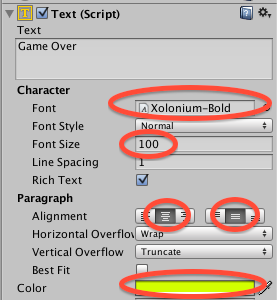 Text (Script)
Text
Game Over
Character
Font Xolonium-Bold
Font Style Normal
Font Size 100
Line Spacing 1
Rich Text
Paragraph
Alignment
Horizontal Overflow Wrap
Vertical Overflow Truncate
Best Fit
Color